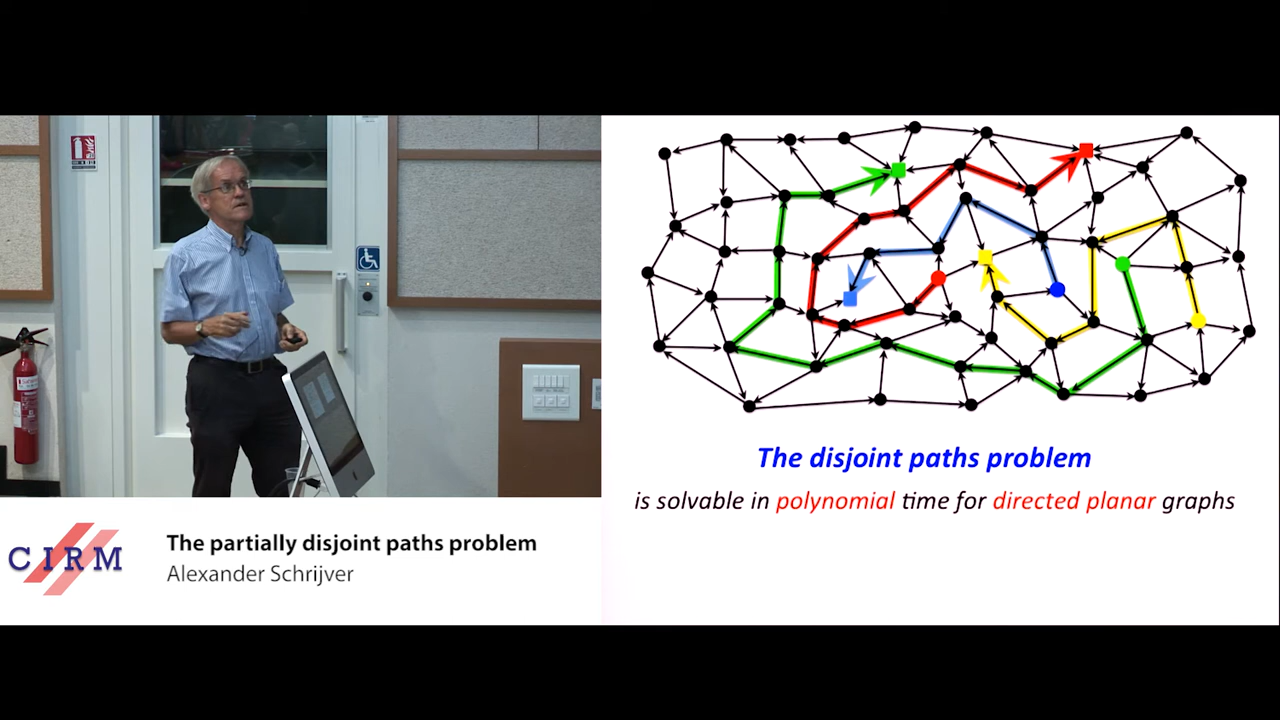 The disjoint paths problem
is solvable in polynomial time for directed planar graphs
CIRM
The partially disjoint paths problem
Alexander Schrijver